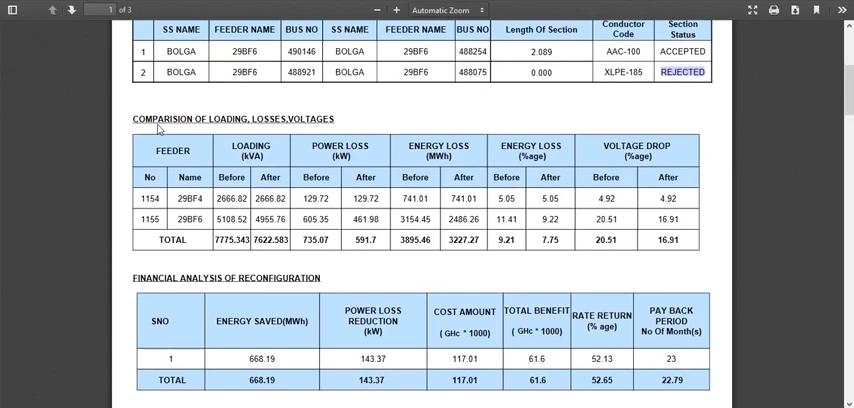 1 of 3 Automatic Zoom
SS NAME FEEDER NAME BUS NO SS NAME FEEDER NAME BUS NO Length Of Section Conductor Code Section Status
1 BOLGA 29BF6 490146 BOLGA 29BF6 488254 2.089 AAC-100 ACCEPTED
2 BOLGA 29BF6 488921 BOLGA 29BF6 488075 0.000 XLPE-185 REJECTED
COMPARISION OF LOADING, LOSSES,VOLTAGES
FEEDER LOADING (kVA) POWER LOSS (kW) ENERGY LOSS (MWh) ENERGY LOSS (%age) VOLTAGE DROP (%age)
No Name Before After Before After Before After Before After Before After
1154 29BF4 2666.82 2666.82 129.72 129.72 741.01 741.01 5.05 5.05 4.92 4.92
1155 29BF6 5108.52 4955.76 605.35 461.98 3154.45 2486.26 11.41 9.22 20.51 16.91
TOTAL 7775.343 7622.583 735.07 591.7 3895.46 3227.27 9.21 7.75 20.51 16.91
FINANCIAL ANALYSIS OF RECONFIGURATION
SNO ENERGY SAVED(MWh) POWER LOSS REDUCTION (kW) COST AMOUNT ( GHc * 1000) TOTAL BENEFIT ( GHc * 1000) RATE RETURN (% age) PAY BACK PERIOD No Of Month(s)
1 668.19 143.37 117.01 61.6 52.13 23
TOTAL 668.19 143.37 117.01 61.6 52.65 22.79